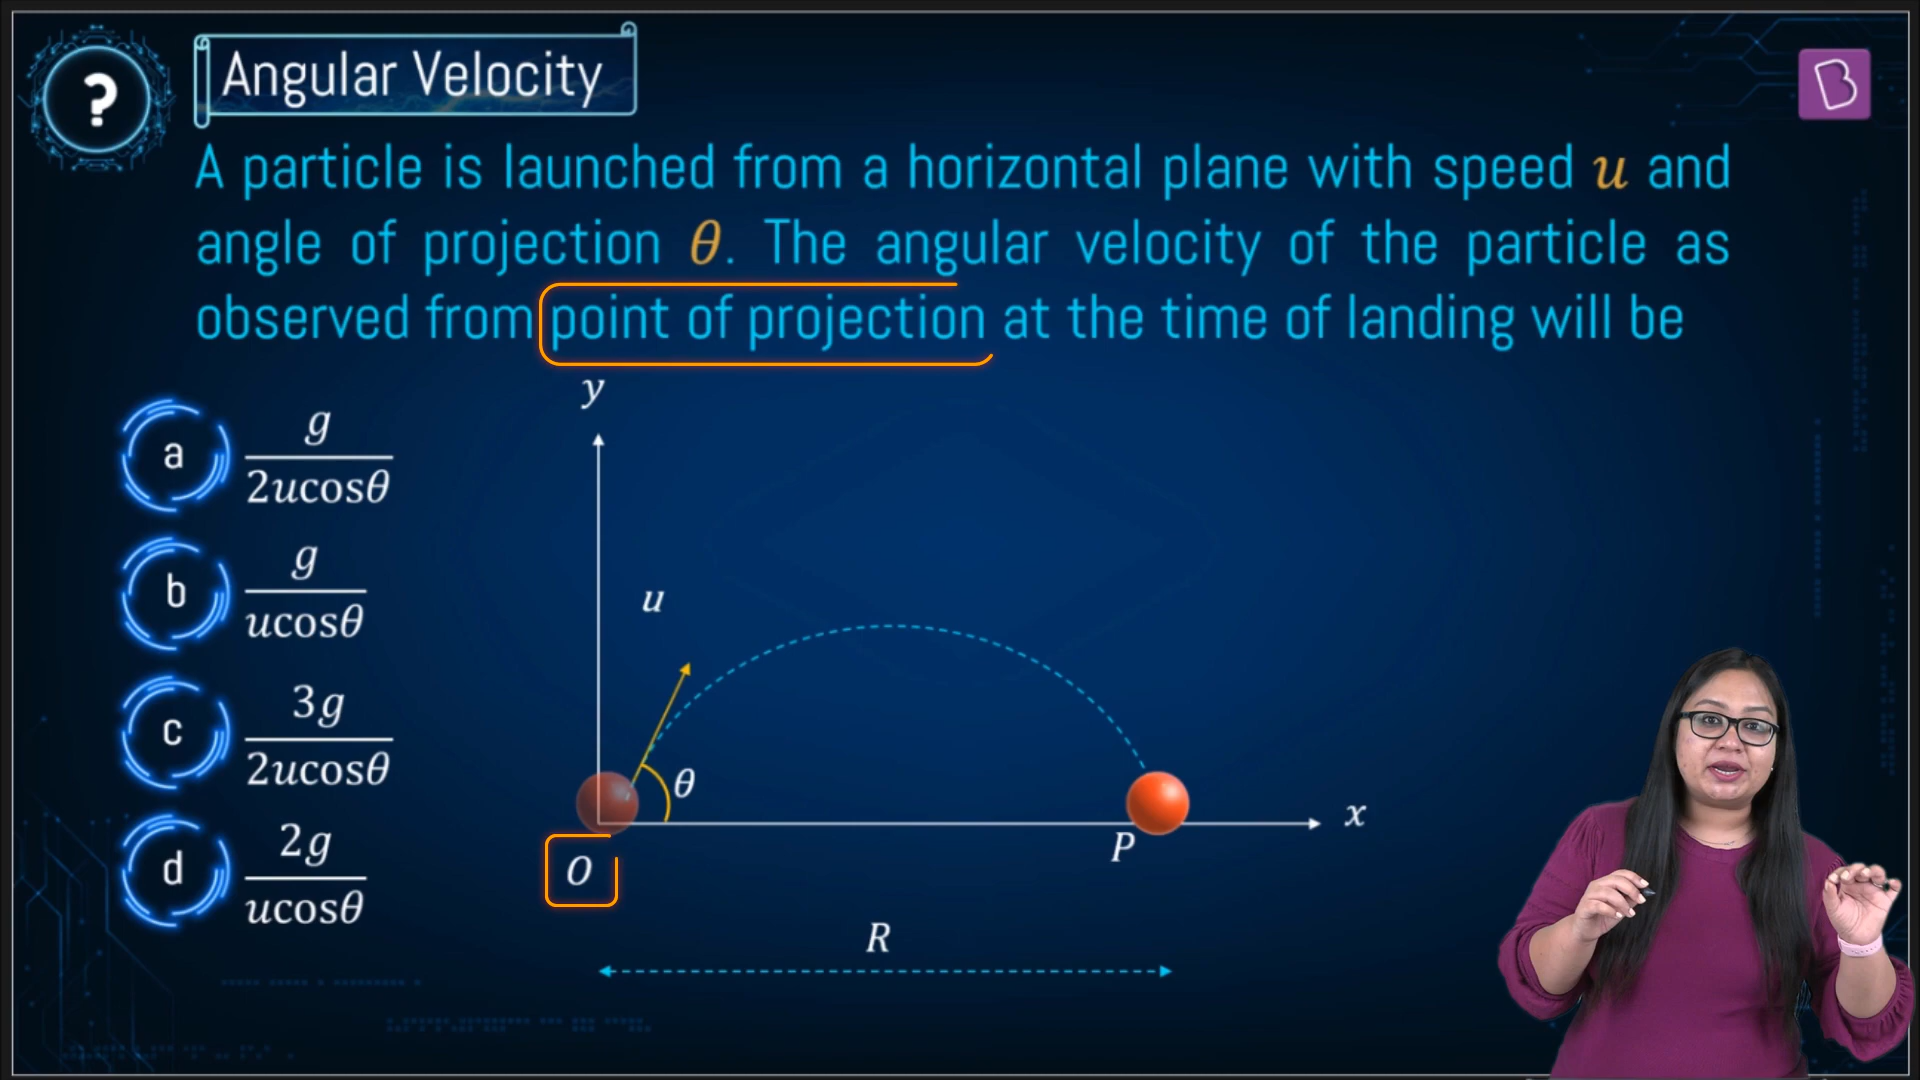 ?
Angular Velocity
B
A particle is launched from a horizontal plane with speed u and
angle of projection θ. The angular velocity of the particle as
observed from point of projection at the time of landing will be
a g/2ucosθ
b g/ucosθ
c 3g/2ucosθ
d 2g/ucosθ
y
u
θ
x
O
P
R